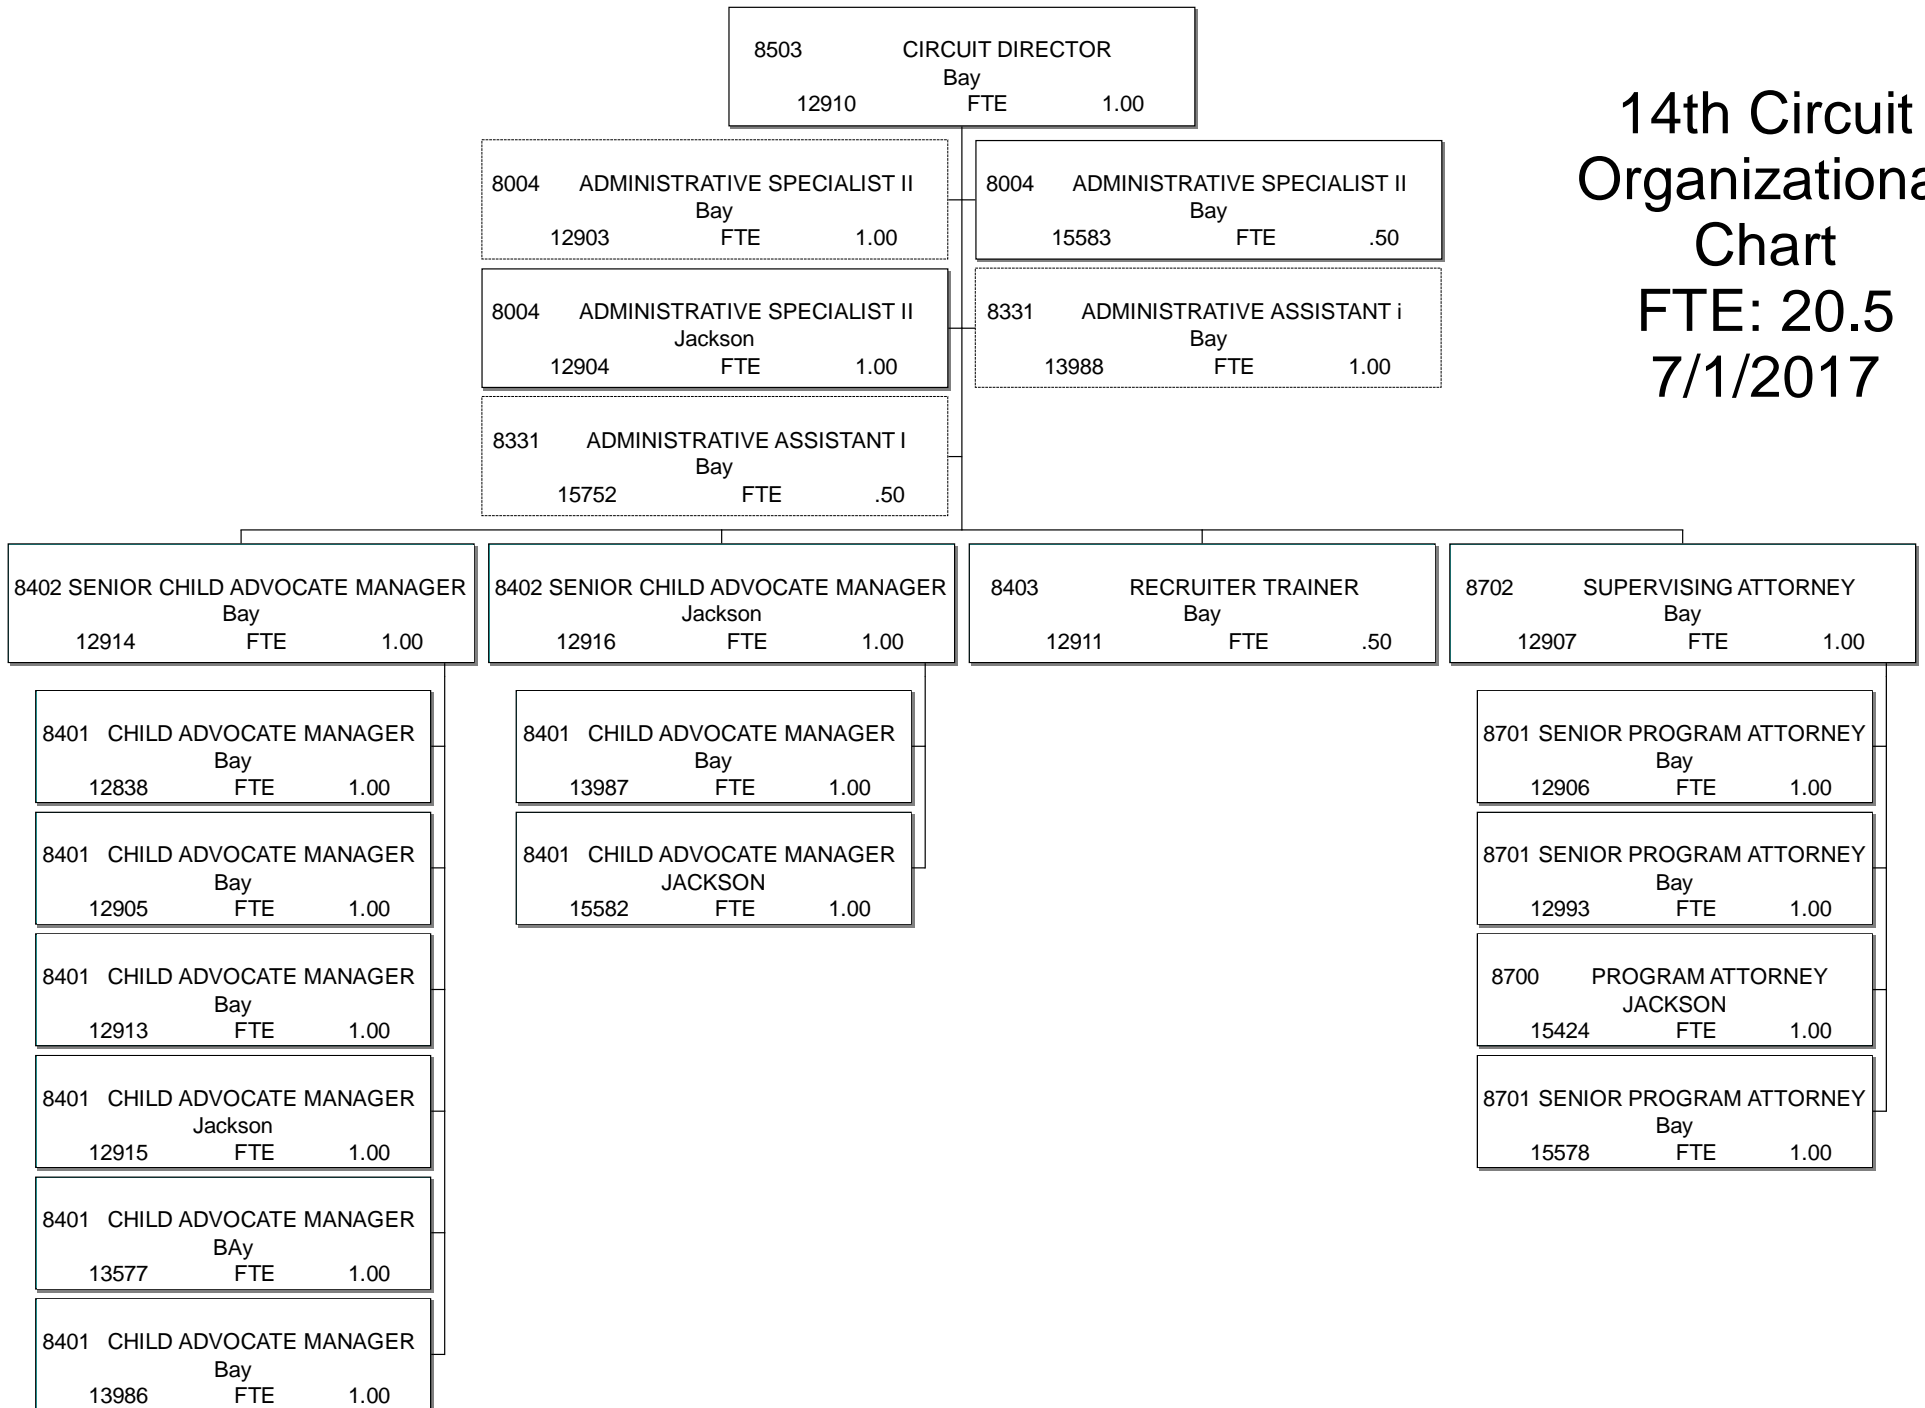 8503 CIRCUIT DIRECTOR
Bay
12910 FTE 1.00
14th Circuit
Organizationa
Chart
FTE: 20.5
7/1/2017
8004 ADMINISTRATIVE SPECIALIST II
Bay
12903 FTE 1.00
8004 ADMINISTRATIVE SPECIALIST II
Bay
15583 FTE .50
8004 ADMINISTRATIVE SPECIALIST II
Jackson
12904 FTE 1.00
8331 ADMINISTRATIVE ASSISTANT i
Bay
13988 FTE 1.00
8331 ADMINISTRATIVE ASSISTANT I
Bay
15752 FTE .50
8402 SENIOR CHILD ADVOCATE MANAGER
Bay
12914 FTE 1.00
8402 SENIOR CHILD ADVOCATE MANAGER
Jackson
12916 FTE 1.00
8403 RECRUITER TRAINER
Bay
12911 FTE .50
8702 SUPERVISING ATTORNEY
Bay
12907 FTE 1.00
8401 CHILD ADVOCATE MANAGER
Bay
12838 FTE 1.00
8401 CHILD ADVOCATE MANAGER
Bay
12905 FTE 1.00
8401 CHILD ADVOCATE MANAGER
Bay
12913 FTE 1.00
8401 CHILD ADVOCATE MANAGER
Jackson
12915 FTE 1.00
8401 CHILD ADVOCATE MANAGER
BAy
13577 FTE 1.00
8401 CHILD ADVOCATE MANAGER
Bay
13986 FTE 1.00
8401 CHILD ADVOCATE MANAGER
Bay
13987 FTE 1.00
8401 CHILD ADVOCATE MANAGER
JACKSON
15582 FTE 1.00
8701 SENIOR PROGRAM ATTORNEY
Bay
12906 FTE 1.00
8701 SENIOR PROGRAM ATTORNEY
Bay
12993 FTE 1.00
8700 PROGRAM ATTORNEY
JACKSON
15424 FTE 1.00
8701 SENIOR PROGRAM ATTORNEY
Bay
15578 FTE 1.00